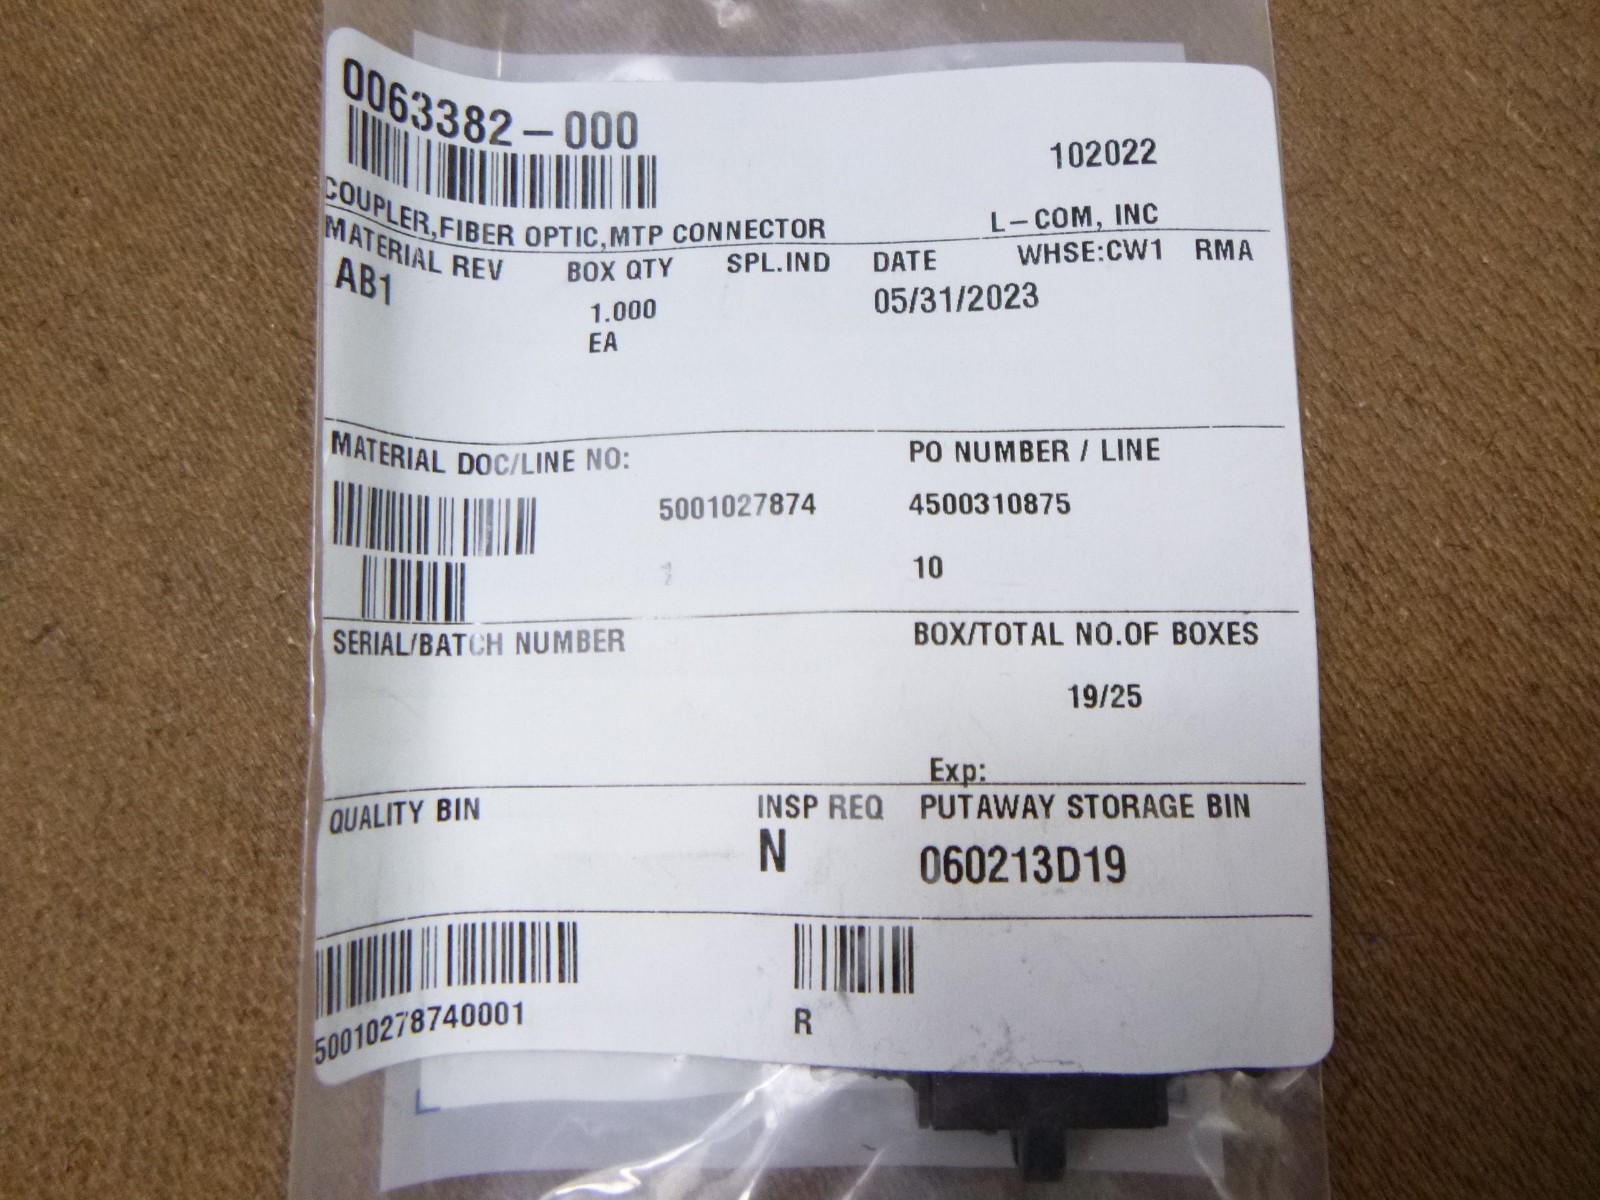 0063382-000
102022
COUPLER,FIBER OPTIC,MTP CONNECTOR
L-COM, INC
MATERIAL REV BOX QTY SPL.IND DATE WHSE:CW1 RMA
AB1 1.000 05/31/2023
EA
MATERIAL DOC/LINE NO: PO NUMBER / LINE
5001027874 4500310875
1 10
SERIAL/BATCH NUMBER BOX/TOTAL NO.OF BOXES
19/25
Exp:
QUALITY BIN INSP REQ PUTAWAY STORAGE BIN
N 060213D19
50010278740001 R